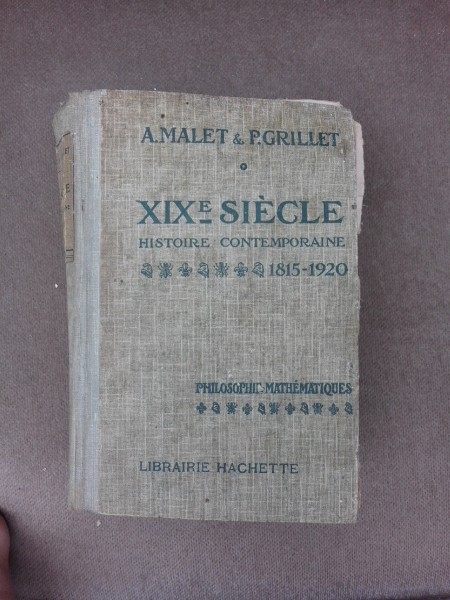 A. MALET & P. GRILLET
XIXE SIÈCLE
HISTOIRE CONTEMPORAINE
1815-1920
PHILOSOPHIE-MATHÉMATIQUES
LIBRAIRIE HACHETTE